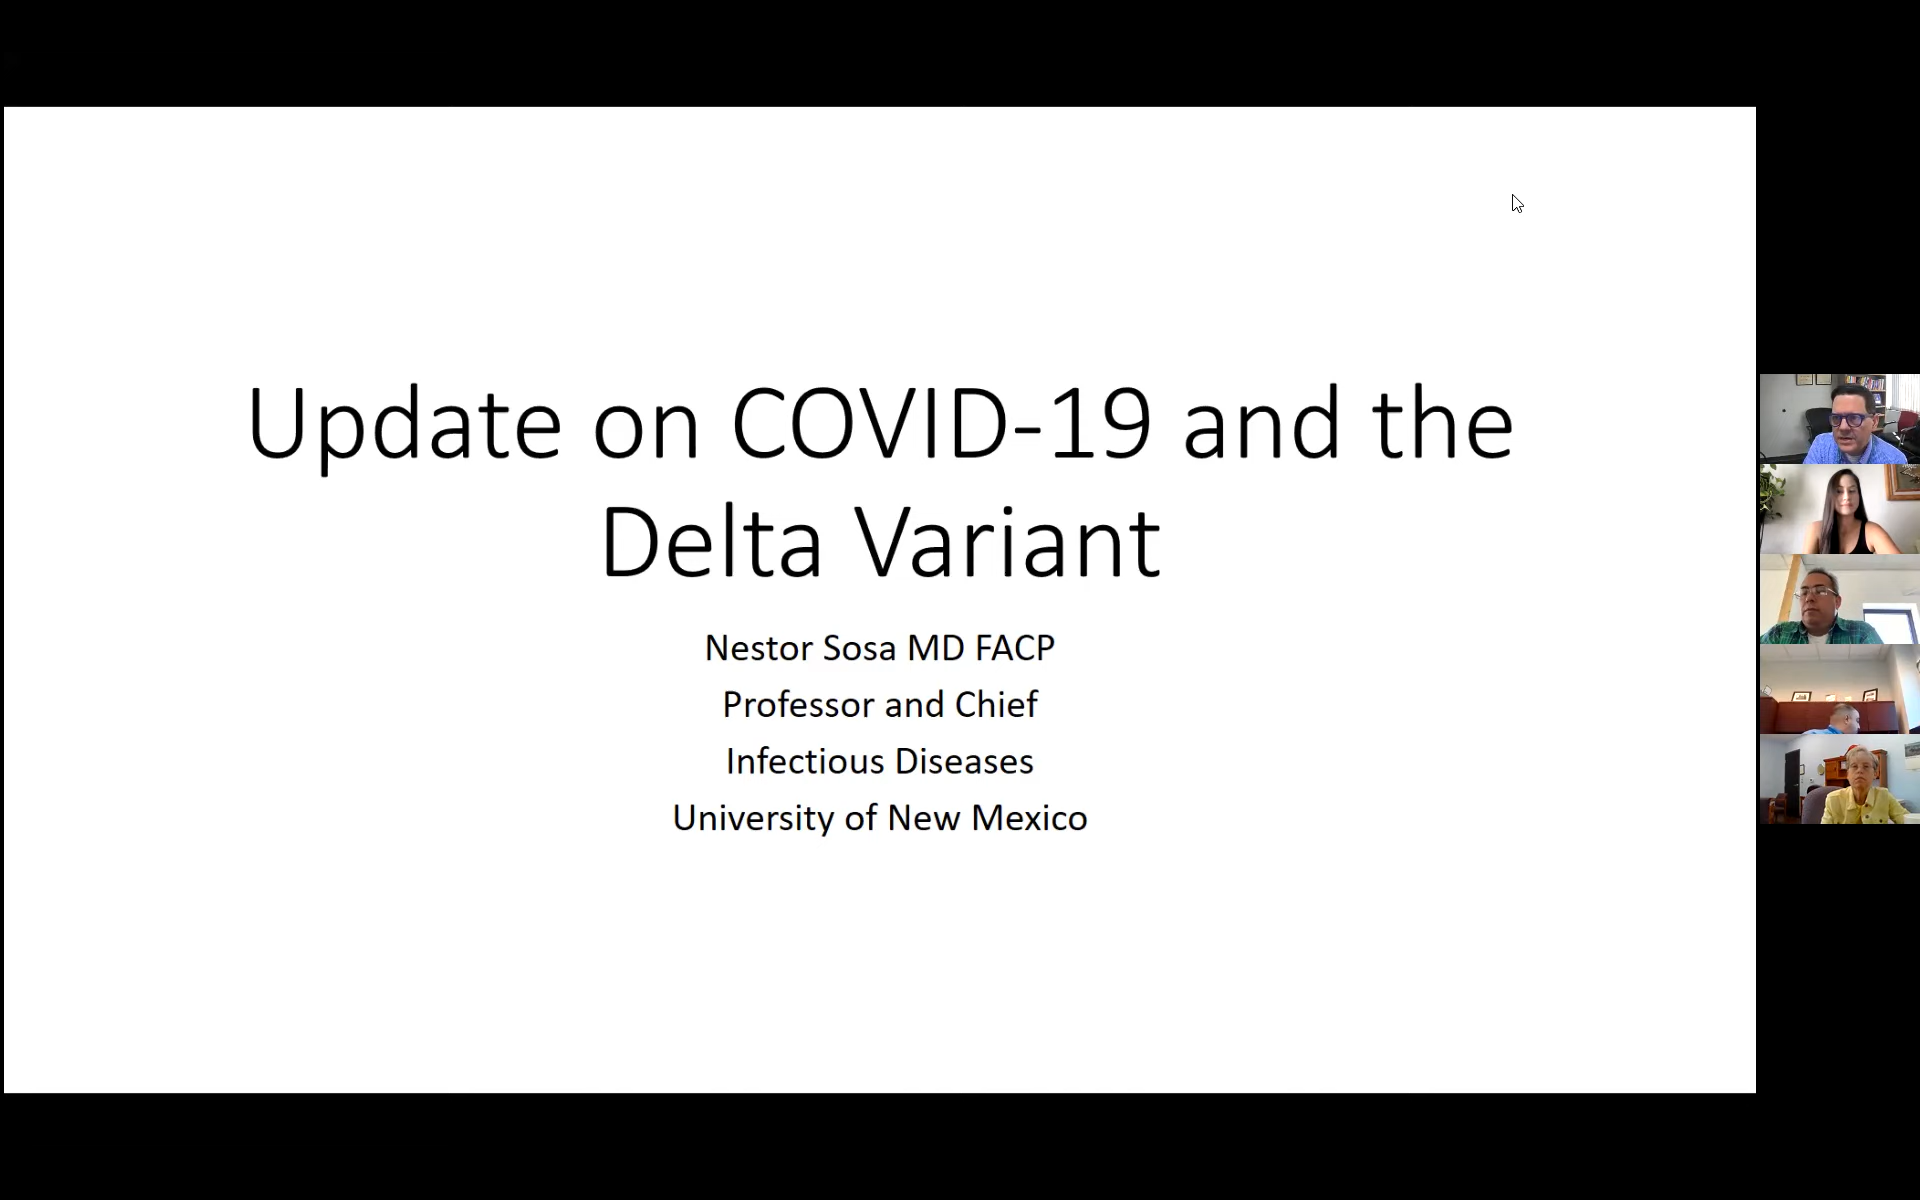 Update on COVID-19 and the
Delta Variant
Nestor Sosa MD FACP
Professor and Chief
Infectious Diseases
University of New Mexico